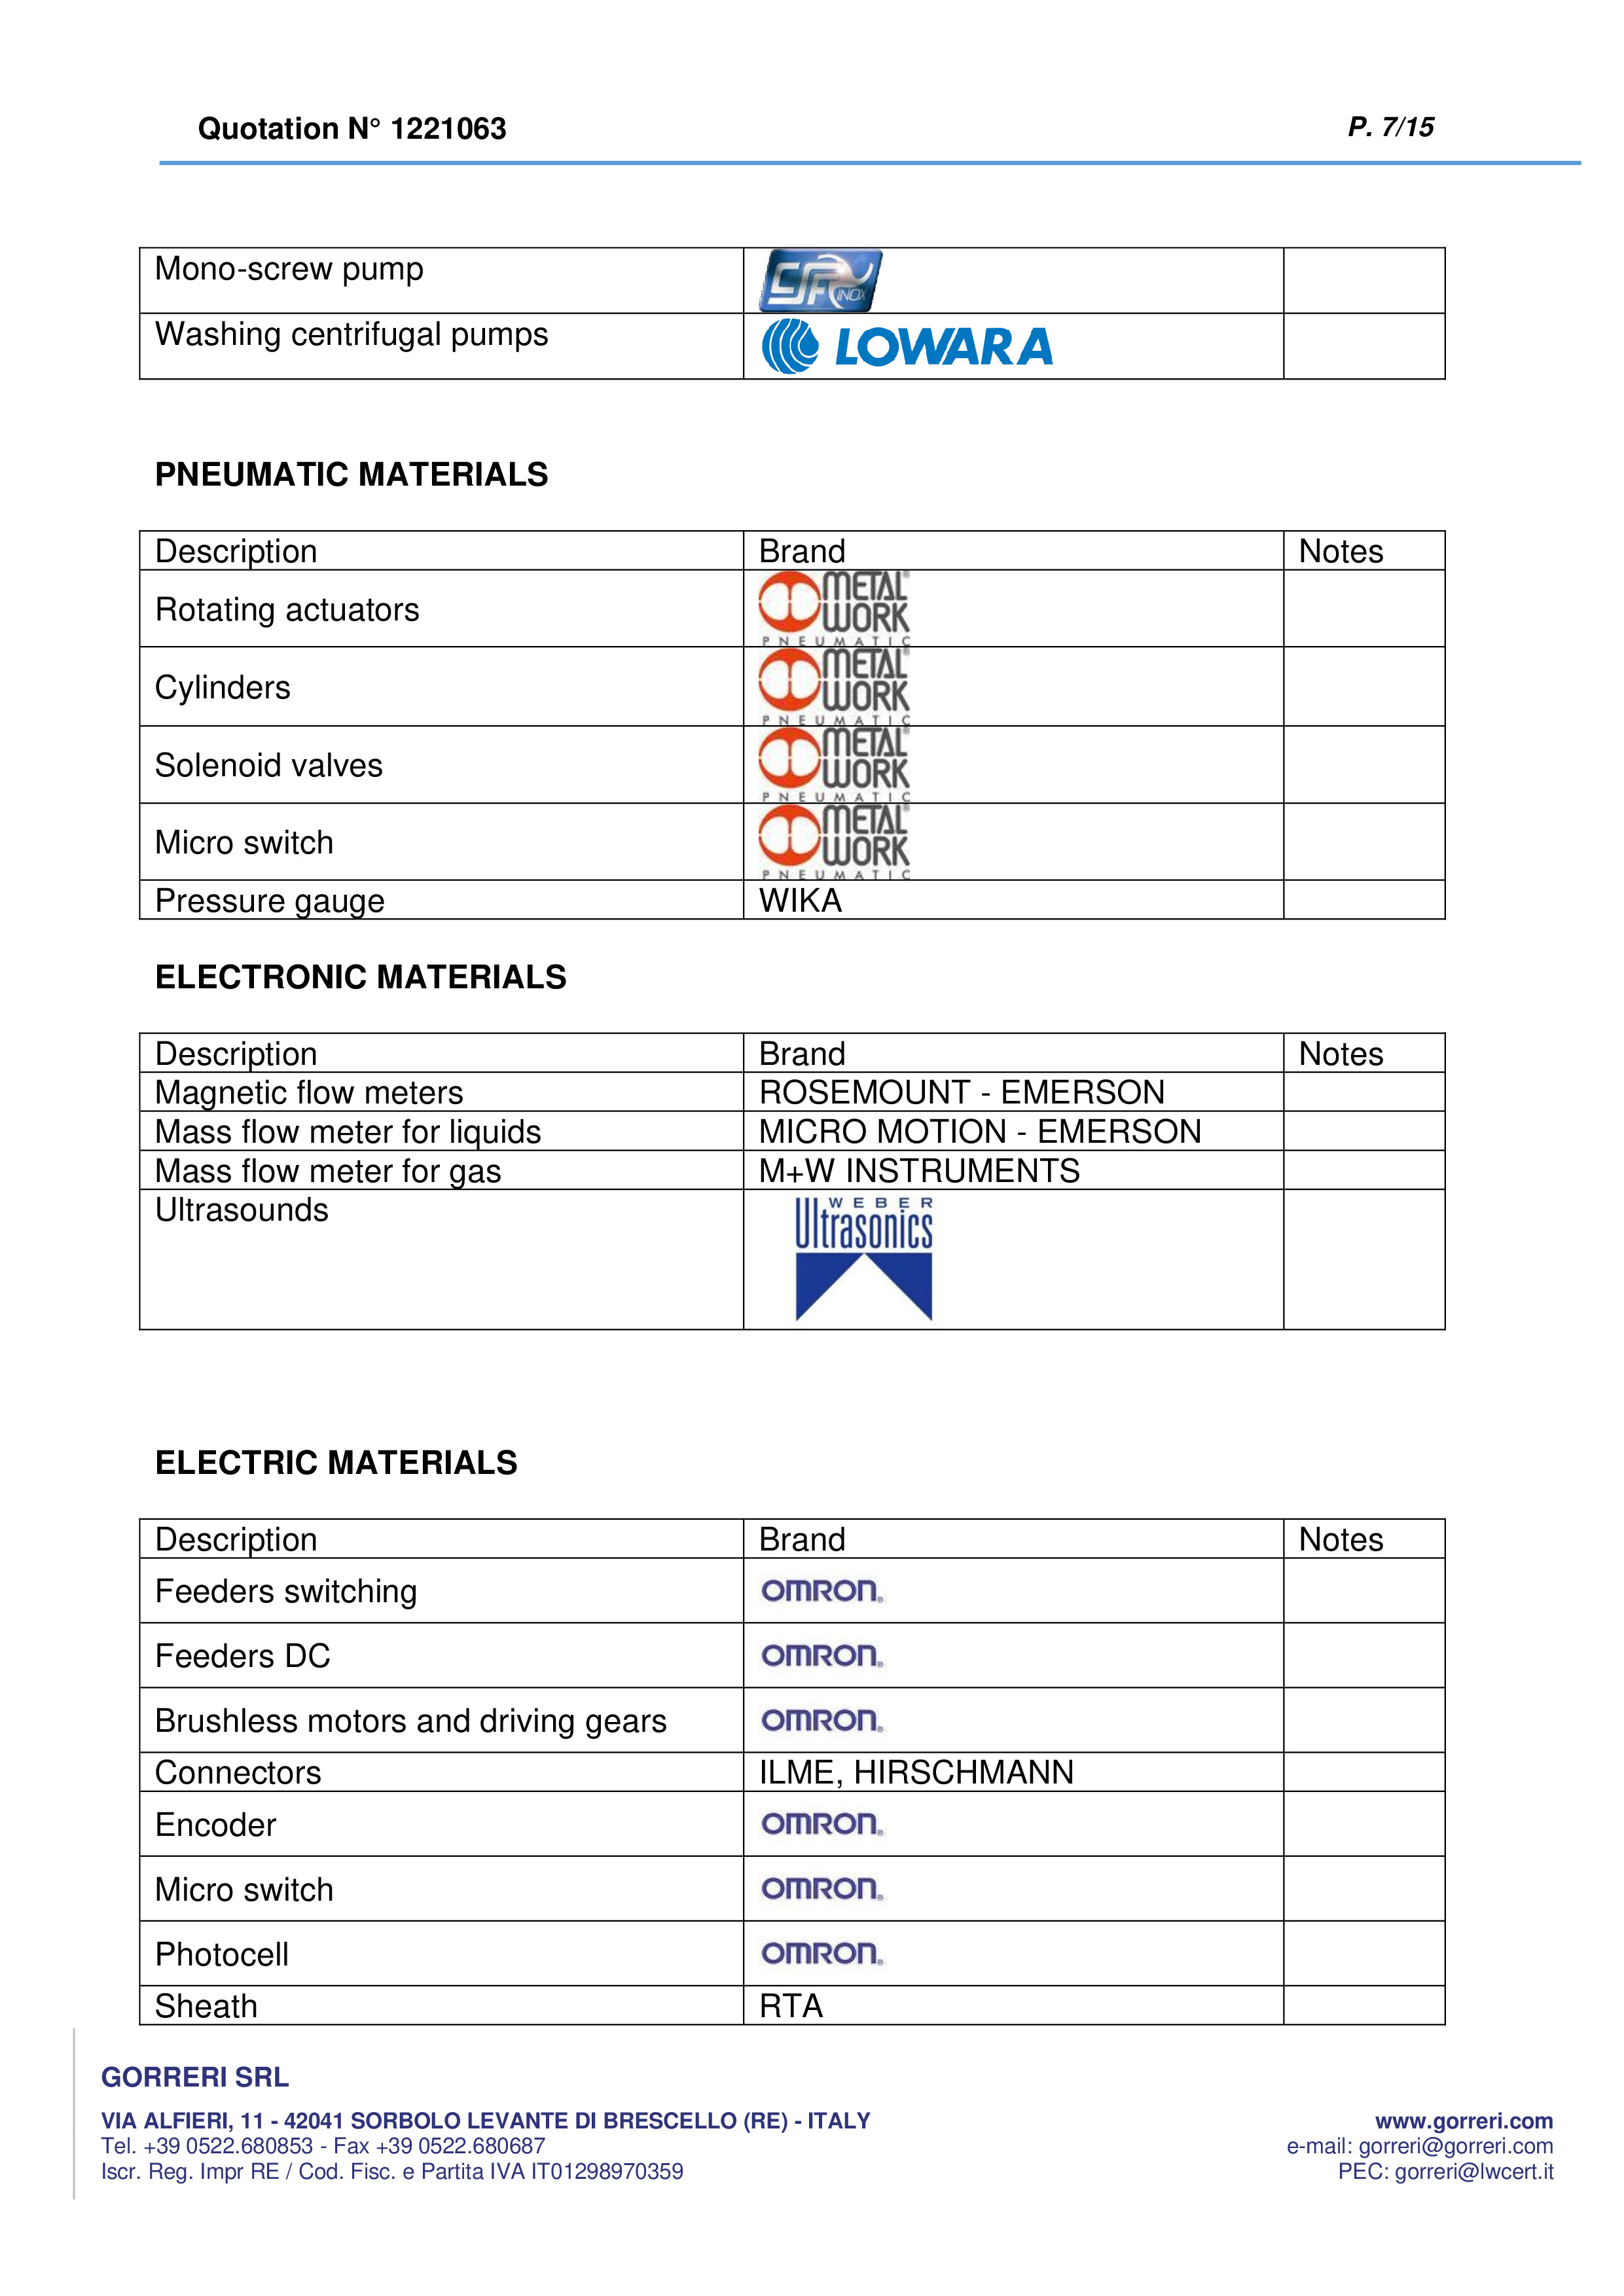 Quotation N° 1221063 P. 7/15
Mono-screw pump CSF INOX
Washing centrifugal pumps LOWARA
PNEUMATIC MATERIALS
Description Brand Notes
Rotating actuators METAL WORK PNEUMATIC
Cylinders METAL WORK PNEUMATIC
Solenoid valves METAL WORK PNEUMATIC
Micro switch METAL WORK PNEUMATIC
Pressure gauge WIKA
ELECTRONIC MATERIALS
Description Brand Notes
Magnetic flow meters ROSEMOUNT - EMERSON
Mass flow meter for liquids MICRO MOTION - EMERSON
Mass flow meter for gas M+W INSTRUMENTS
Ultrasounds WEBER Ultrasonics
ELECTRIC MATERIALS
Description Brand Notes
Feeders switching OMRON®
Feeders DC OMRON®
Brushless motors and driving gears OMRON®
Connectors ILME, HIRSCHMANN
Encoder OMRON®
Micro switch OMRON®
Photocell OMRON®
Sheath RTA
GORRERI SRL
VIA ALFIERI, 11 - 42041 SORBOLO LEVANTE DI BRESCELLO (RE) - ITALY www.gorreri.com
Tel. +39 0522.680853 - Fax +39 0522.680687 e-mail: gorreri@gorreri.com
Iscr. Reg. Impr RE / Cod. Fisc. e Partita IVA IT01298970359 PEC: gorreri@lwcert.it